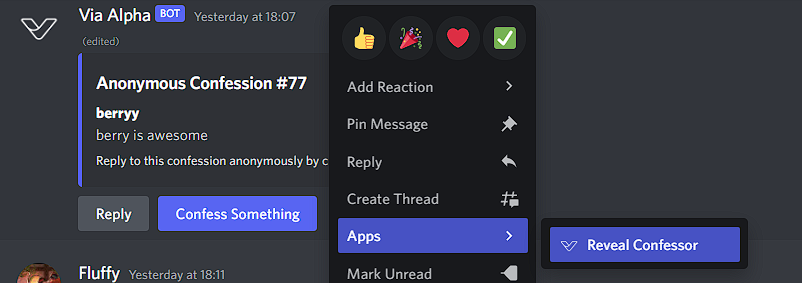 Via Alpha BOT Yesterday at 18:07
(edited)
Anonymous Confession #77
berryy
berry is awesome
Reply to this confession anonymously by c
Reply
Confess Something
Fluffy Yesterday at 18:11
Add Reaction
Pin Message
Reply
Create Thread
Apps
Mark Unread
Reveal Confessor